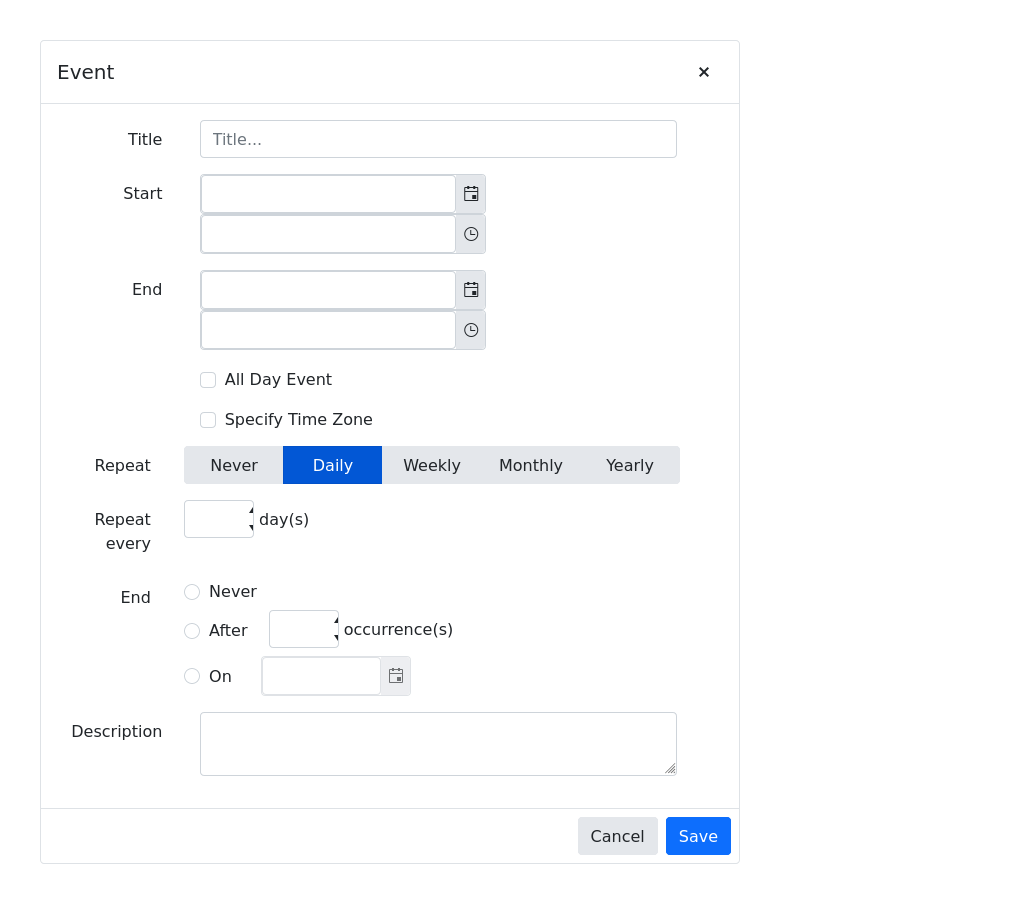 Event
Title Title...
Start
End
All Day Event
Specify Time Zone
Repeat Never Daily Weekly Monthly Yearly
Repeat every day(s)
End Never
After occurrence(s)
On
Description
Cancel Save